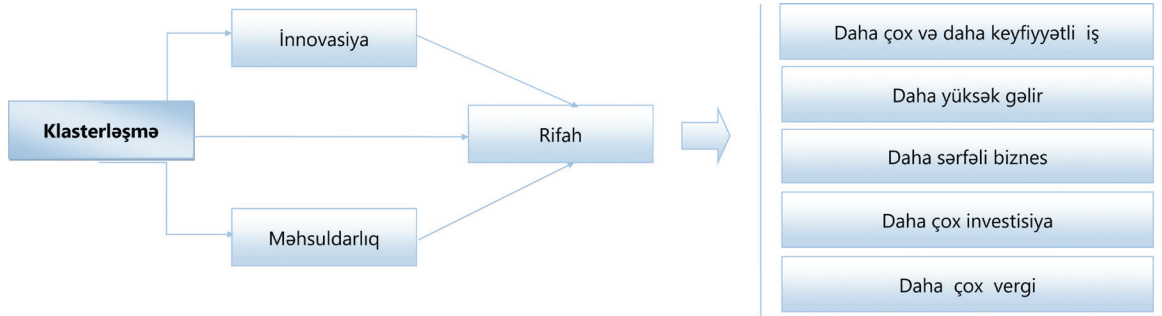 İnnovasiya
Klasterləşmə
Rifah
Məhsuldarlıq
Daha çox və daha keyfiyyətli iş
Daha yüksək gəlir
Daha sərfəli biznes
Daha çox investisiya
Daha çox vergi